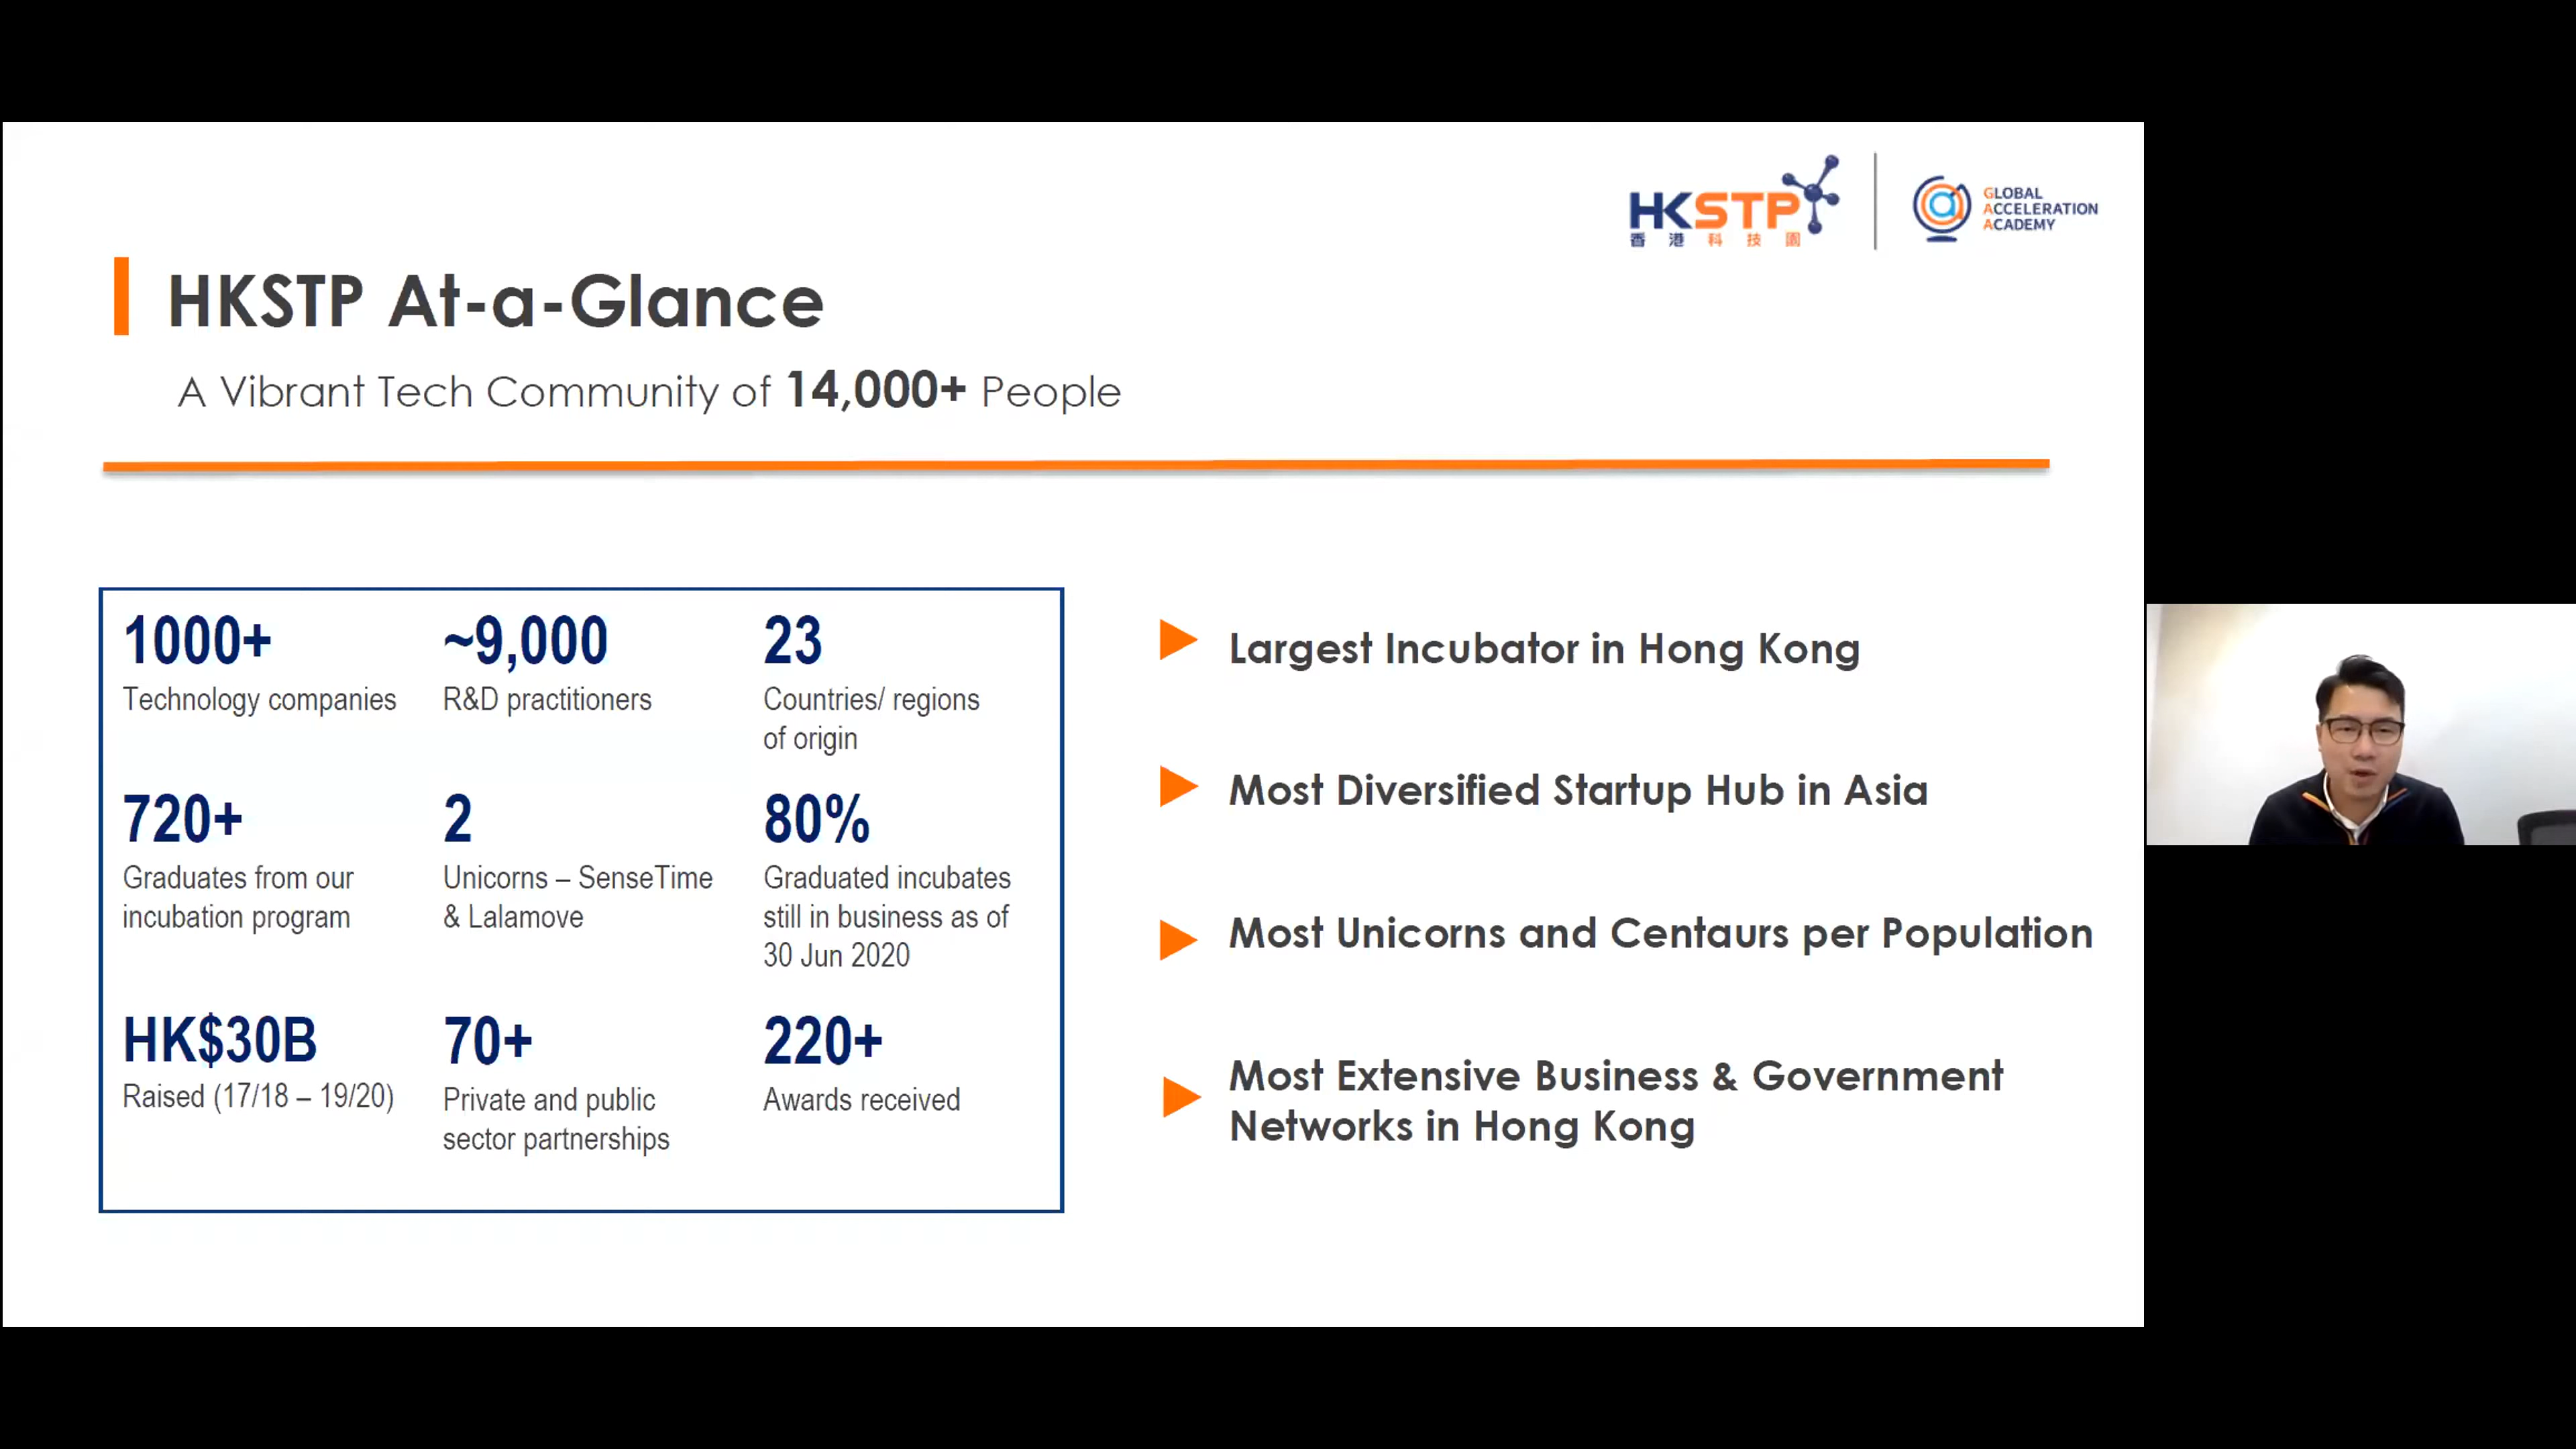 HKSTP
香港科技園
GLOBAL
ACCELERATION
ACADEMY
HKSTP At-a-Glance
A Vibrant Tech Community of 14,000+ People
1000+
Technology companies
~9,000
R&D practitioners
23
Countries/ regions
of origin
720+
Graduates from our
incubation program
2
Unicorns – SenseTime
& Lalamove
80%
Graduated incubates
still in business as of
30 Jun 2020
HK$30B
Raised (17/18 – 19/20)
70+
Private and public
sector partnerships
220+
Awards received
Largest Incubator in Hong Kong
Most Diversified Startup Hub in Asia
Most Unicorns and Centaurs per Population
Most Extensive Business & Government
Networks in Hong Kong